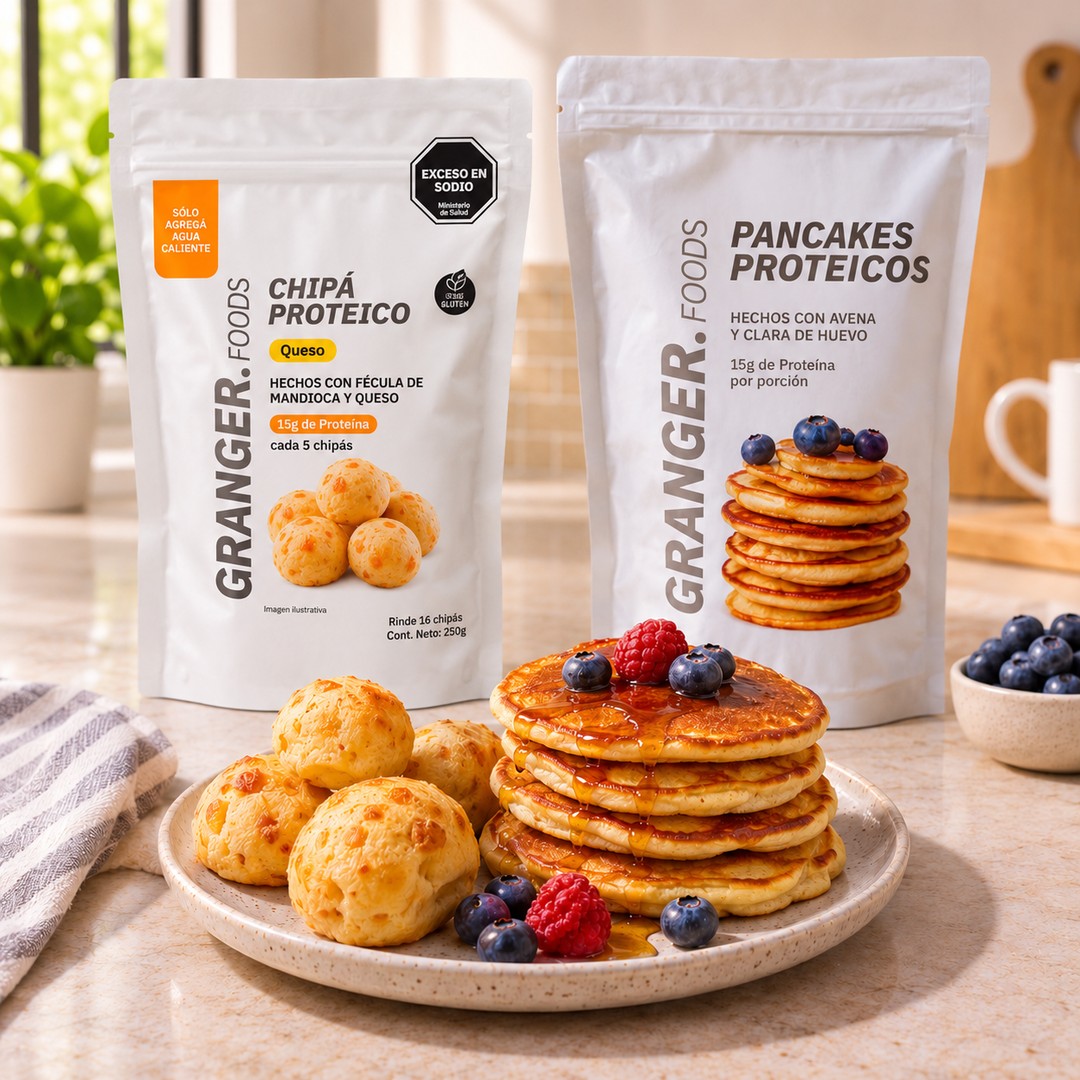 SÓLO
AGREGÁ
AGUA
CALIENTE
EXCESO EN
SODIO
Ministerio
de Salud
GRANGER.FOODS
CHIPÁ
PROTEICO
GLUTEN
Queso
HECHOS CON FÉCULA DE
MANDIOCA Y QUESO
15g de Proteína
cada 5 chipás
Imagen ilustrativa
Rinde 16 chipás
Cont. Neto: 250g
GRANGER.FOODS
PANCAKES
PROTEICOS
HECHOS CON AVENA
Y CLARA DE HUEVO
15g de Proteína
por porción